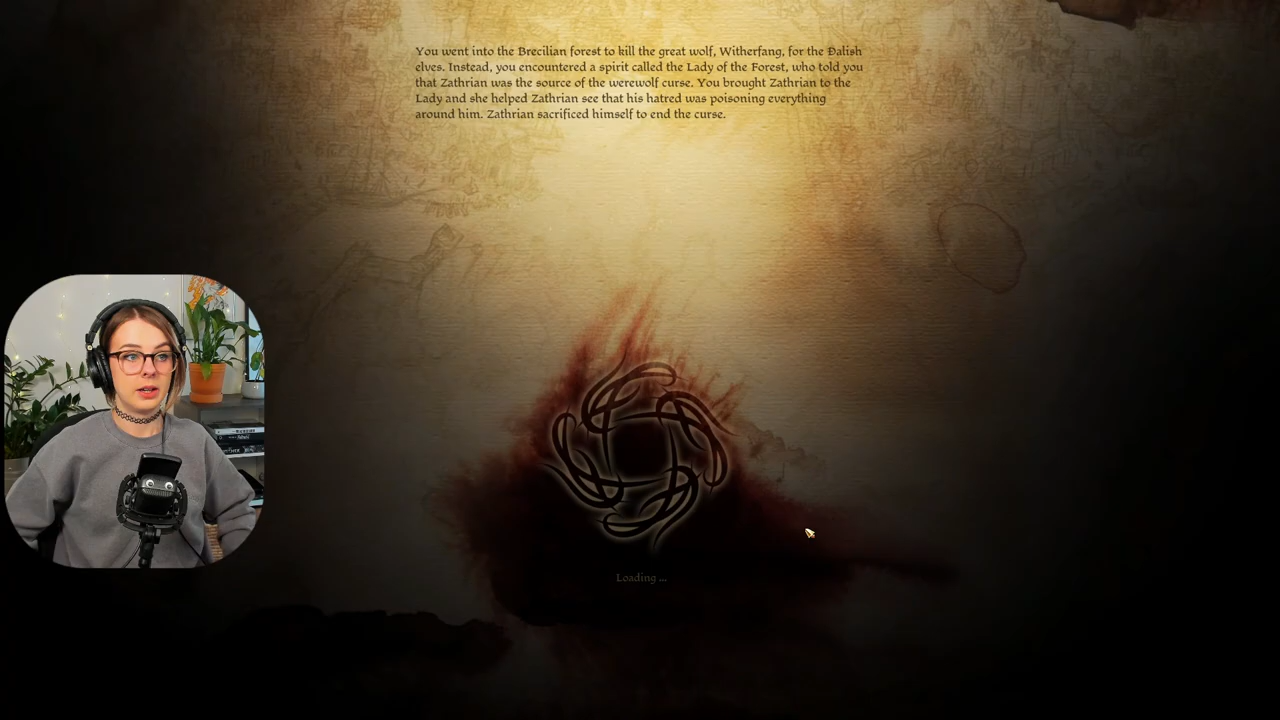 You went into the Brecilian forest to kill the great wolf, Witherfang, for the Dalish
elves. Instead, you encountered a spirit called the Lady of the Forest, who told you
that Zathrian was the source of the werewolf curse. You brought Zathrian to the
Lady and she helped Zathrian see that his hatred was poisoning everything
around him. Zathrian sacrificed himself to end the curse.
Loading ...